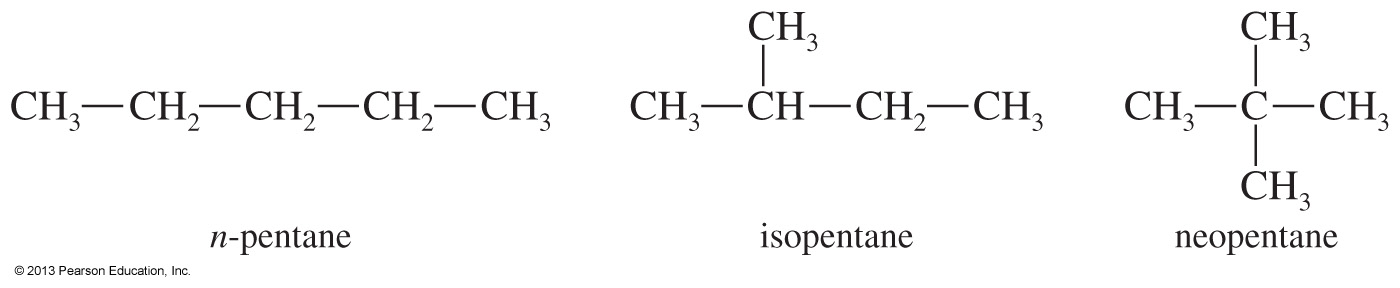 CH₃
CH₃
CH₃—CH₂—CH₂—CH₂—CH₃
CH₃—CH—CH₂—CH₃
CH₃—C—CH₃
CH₃
n-pentane
isopentane
neopentane
© 2013 Pearson Education, Inc.